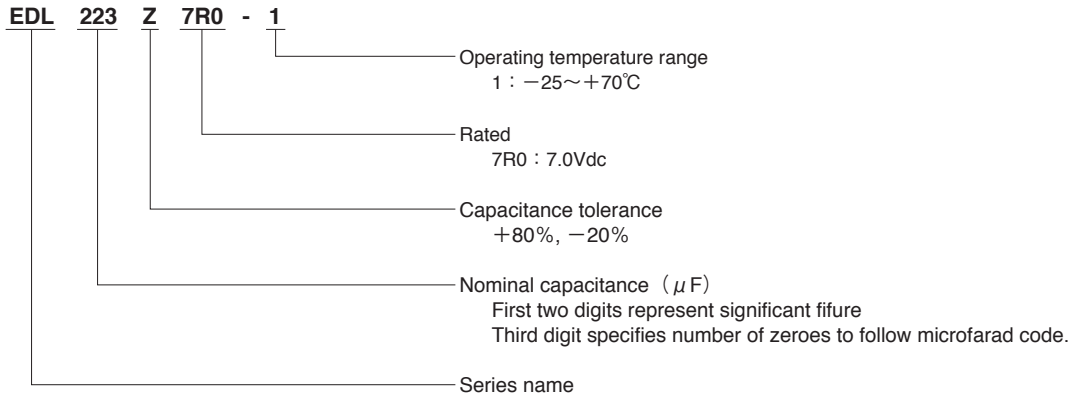 EDL 223 Z 7R0 - 1
Operating temperature range
1：－25～＋70℃
Rated
7R0：7.0Vdc
Capacitance tolerance
＋80%, －20%
Nominal capacitance（μF）
First two digits represent significant fifure
Third digit specifies number of zeroes to follow microfarad code.
Series name